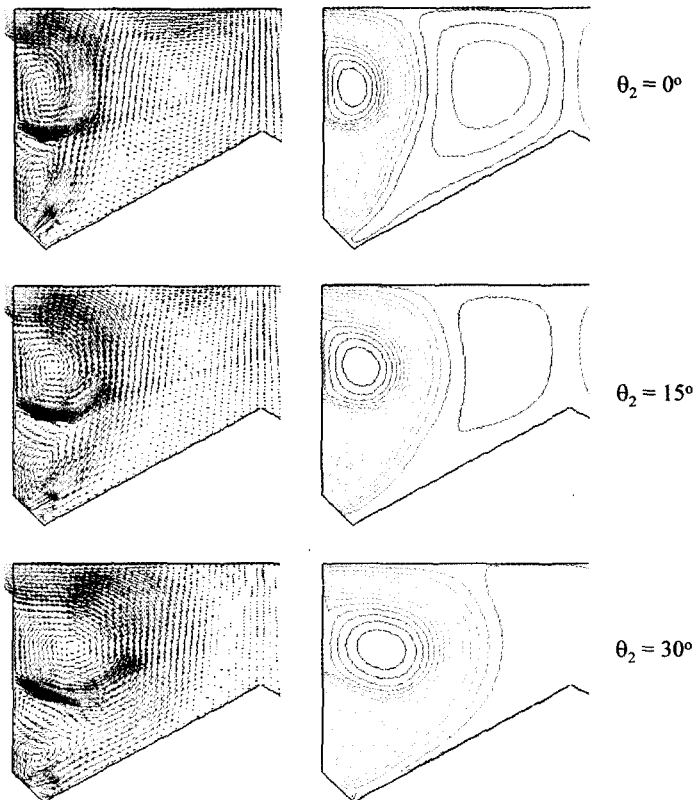 θ₂ = 0°
θ₂ = 15°
θ₂ = 30°